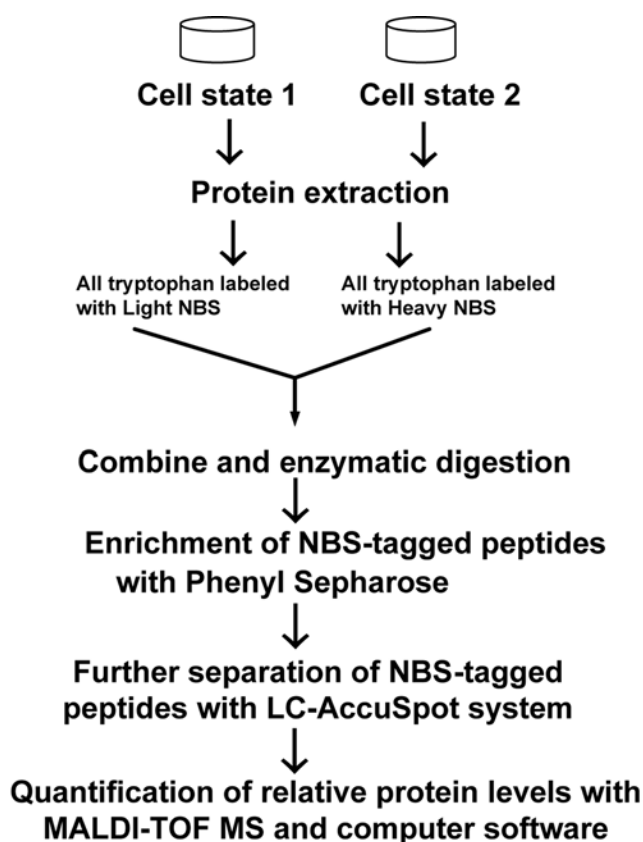 Cell state 1
Cell state 2
Protein extraction
All tryptophan labeled
with Light NBS
All tryptophan labeled
with Heavy NBS
Combine and enzymatic digestion
Enrichment of NBS-tagged peptides
with Phenyl Sepharose
Further separation of NBS-tagged
peptides with LC-AccuSpot system
Quantification of relative protein levels with
MALDI-TOF MS and computer software